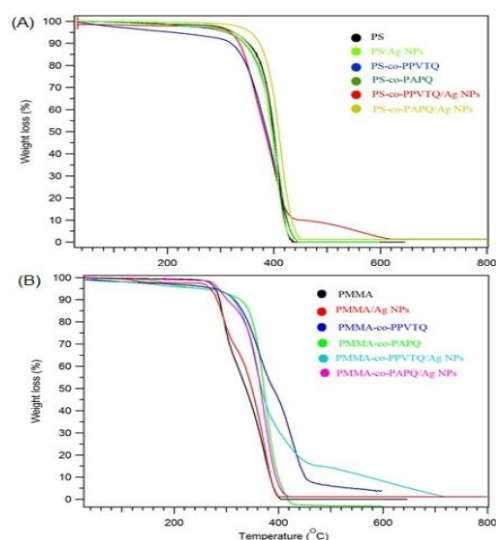 (A)
100
90
80
70
60
50
40
30
20
10
0
Weight loss (%)
PS
PS/Ag NPs
PS-co-PPVTQ
PS-co-PAPQ
PS-co-PPVTQ/Ag NPs
PS-co-PAPQ/Ag NPs
200 400 600 800
(B)
100
90
80
70
60
50
40
30
20
10
0
Weight loss (%)
PMMA
PMMA/Ag NPs
PMMA-co-PPVTQ
PMMA-co-PAPQ
PMMA-co-PPVTQ/Ag NPs
PMMA-co-PAPQ/Ag NPs
200 400 600 800
Temperature (°C)